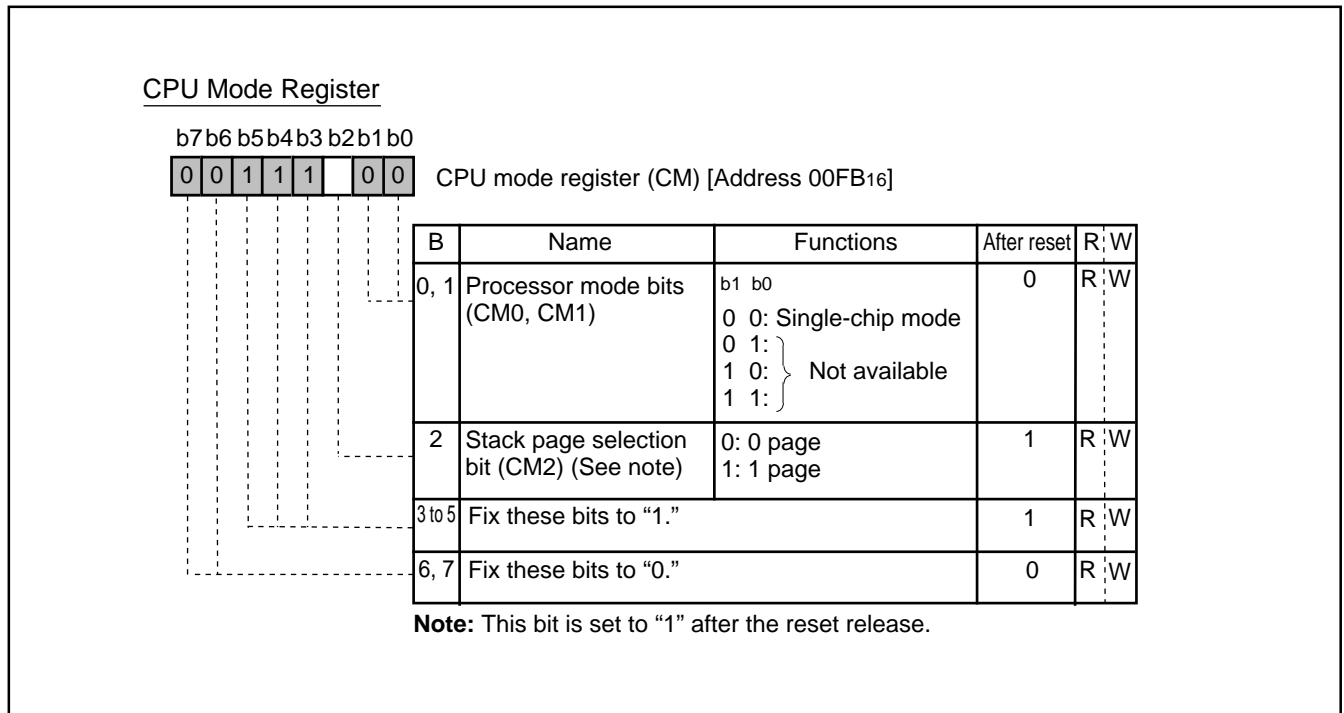 CPU Mode Register
b7 b6 b5 b4 b3 b2 b1 b0
0 0 1 1 1 0 0
CPU mode register (CM) [Address 00FB16]
B Name Functions After reset R W
0, 1 Processor mode bits (CM0, CM1) b1 b0 0 R W
0 0: Single-chip mode
0 1:
1 0: Not available
1 1:
2 Stack page selection 0: 0 page 1 R W
bit (CM2) (See note) 1: 1 page
3 to 5 Fix these bits to “1.” 1 R W
6, 7 Fix these bits to “0.” 0 R W
Note: This bit is set to “1” after the reset release.